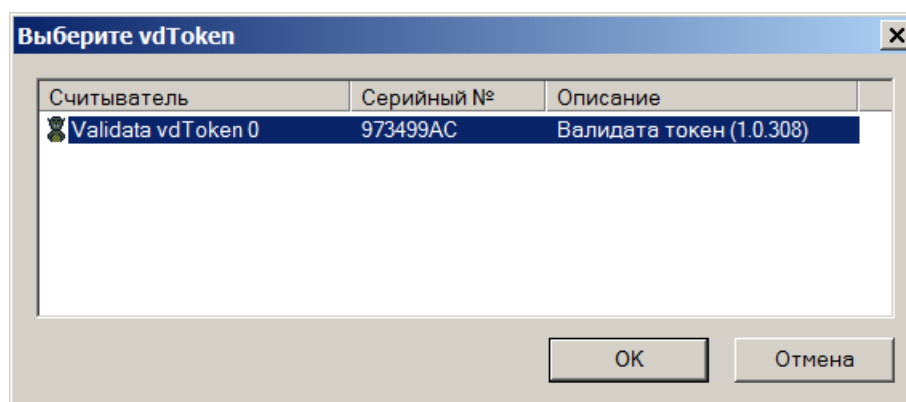 Выберите vdToken
Считыватель Серийный № Описание
Validata vdToken 0 973499AC Валидата токен (1.0.308)
OK Отмена